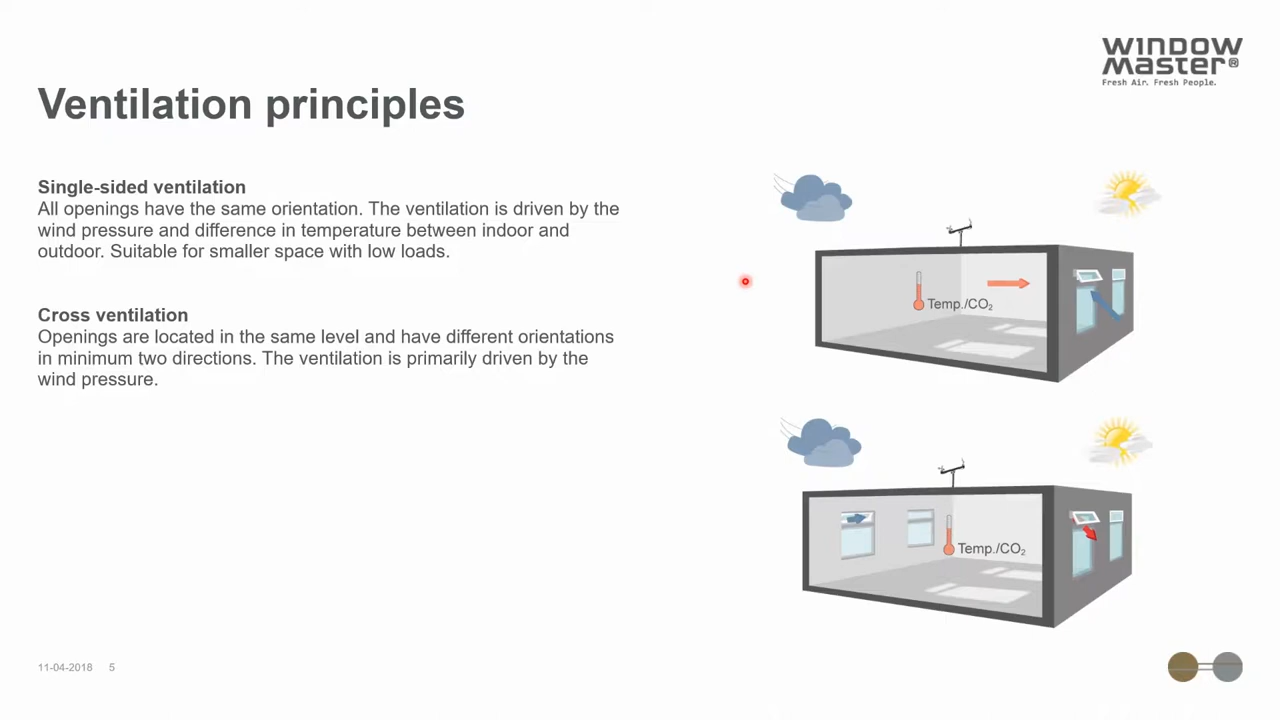 WINDOW
Master®
Fresh Air. Fresh People.
Ventilation principles
Single-sided ventilation
All openings have the same orientation. The ventilation is driven by the
wind pressure and difference in temperature between indoor and
outdoor. Suitable for smaller space with low loads.
Cross ventilation
Openings are located in the same level and have different orientations
in minimum two directions. The ventilation is primarily driven by the
wind pressure.
Temp./CO₂
Temp./CO₂
11-04-2018 5